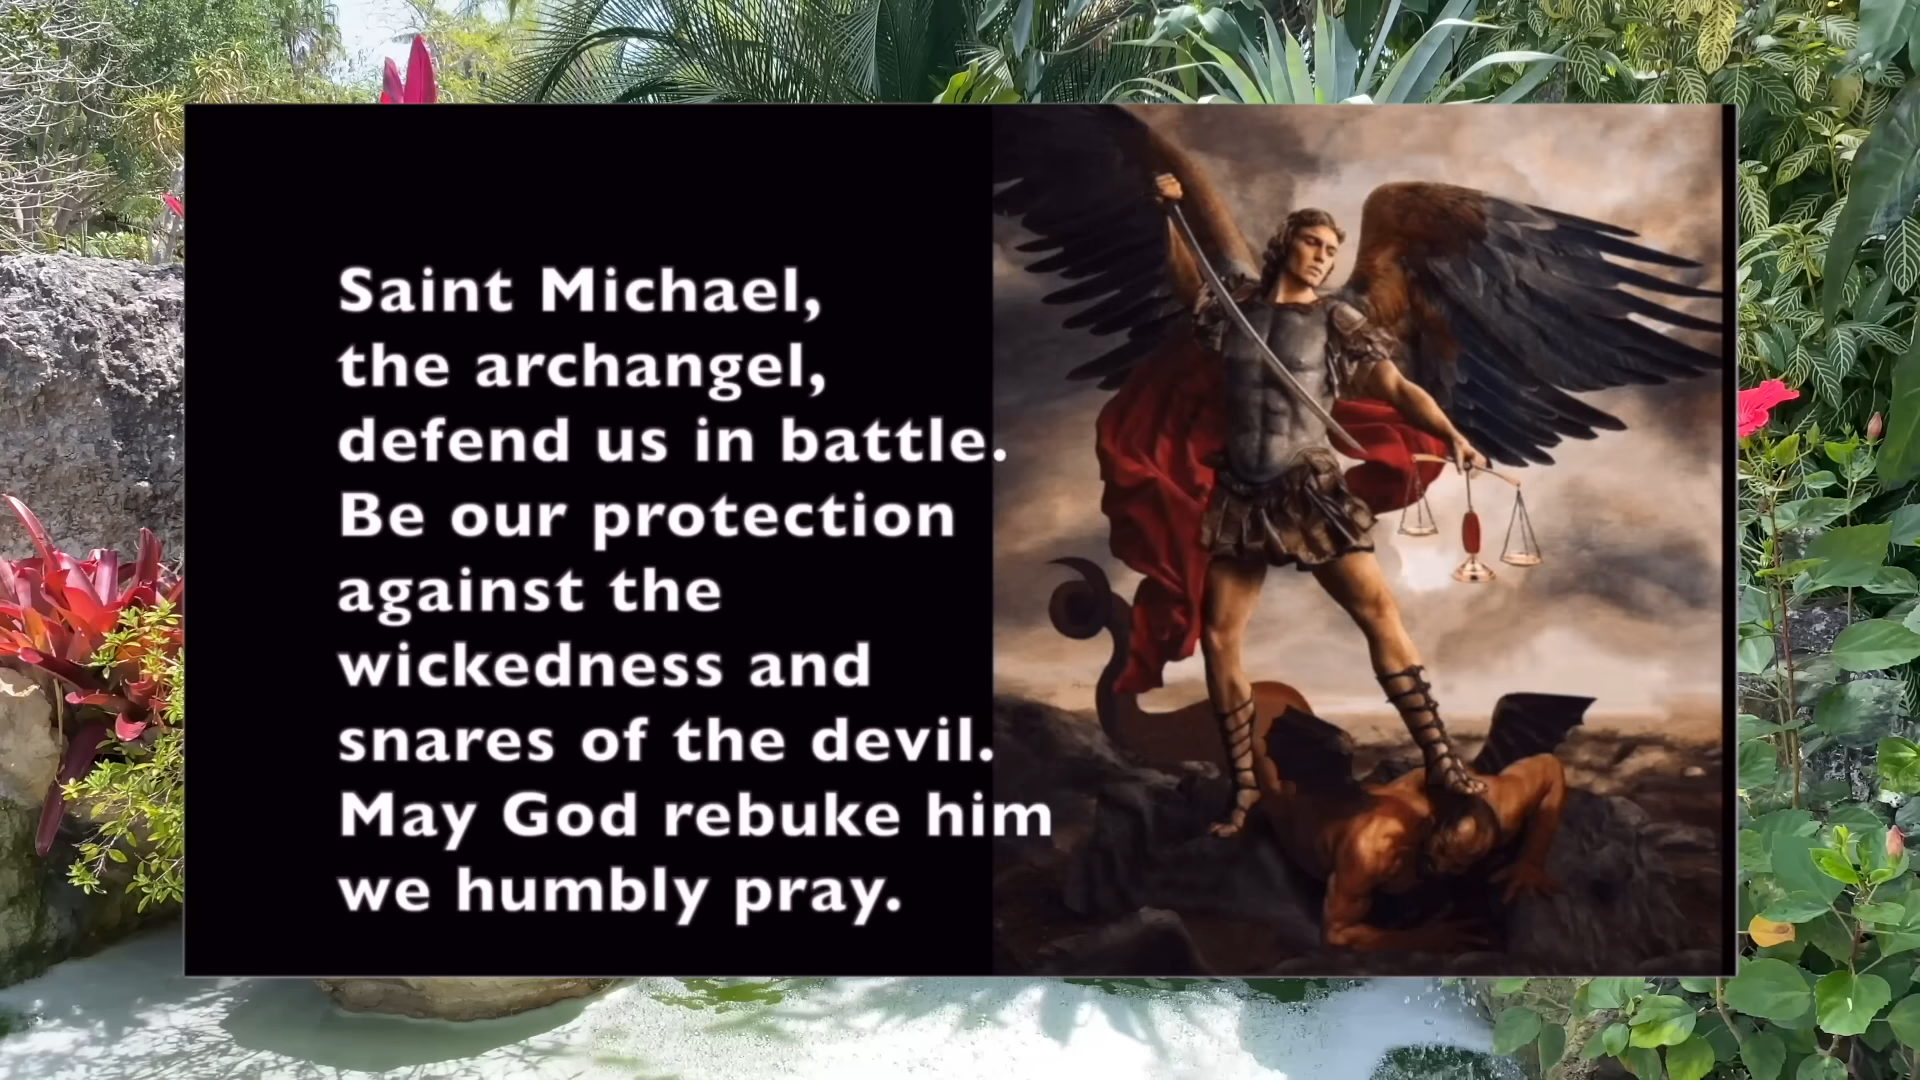 Saint Michael,
the archangel,
defend us in battle.
Be our protection
against the
wickedness and
snares of the devil.
May God rebuke him
we humbly pray.